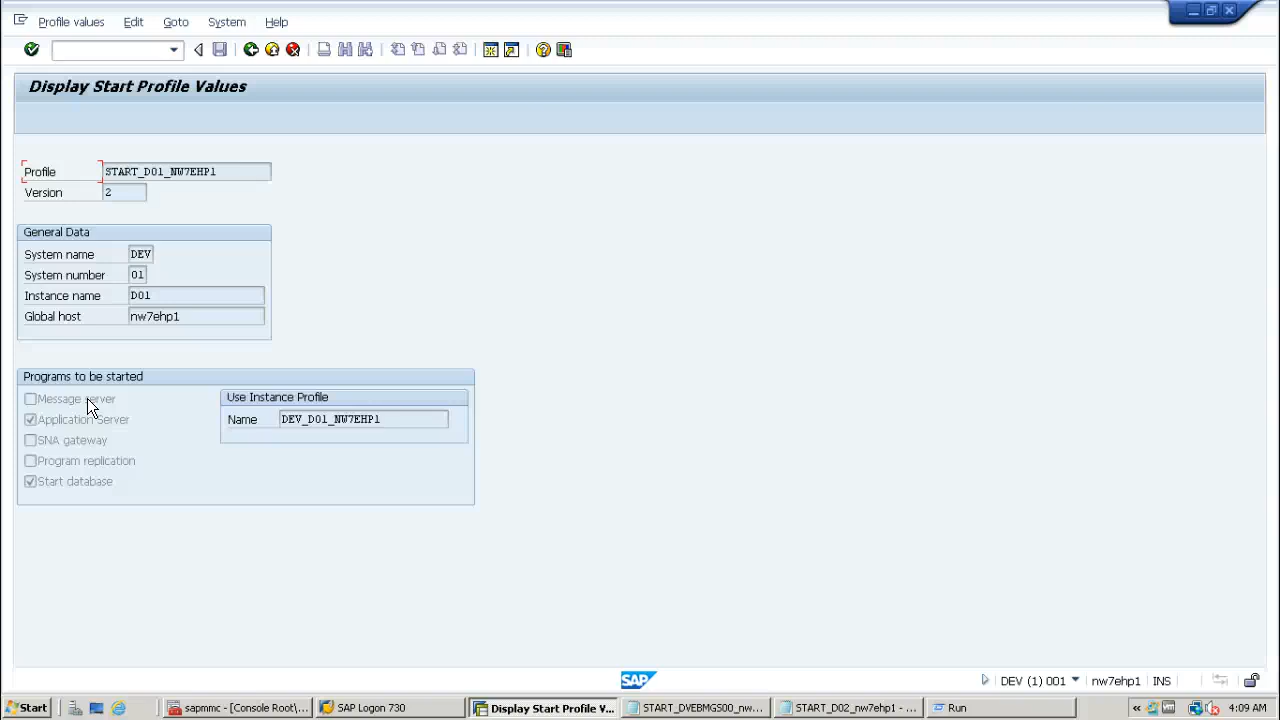 Profile values Edit Goto System Help
Display Start Profile Values
Profile START_D01_NW7EHP1
Version 2
General Data
System name DEV
System number 01
Instance name D01
Global host nw7ehp1
Programs to be started
Message server
Application Server
SNA gateway
Program replication
Start database
Use Instance Profile
Name DEV_D01_NW7EHP1
SAP
DEV (1) 001 nw7ehp1 INS
Start sapmmc - [Console Root\... SAP Logon 730 Display Start Profile V... START_DVEBMGS00_nw... START_D02_nw7ehp1 - ... Run « 4:09 AM